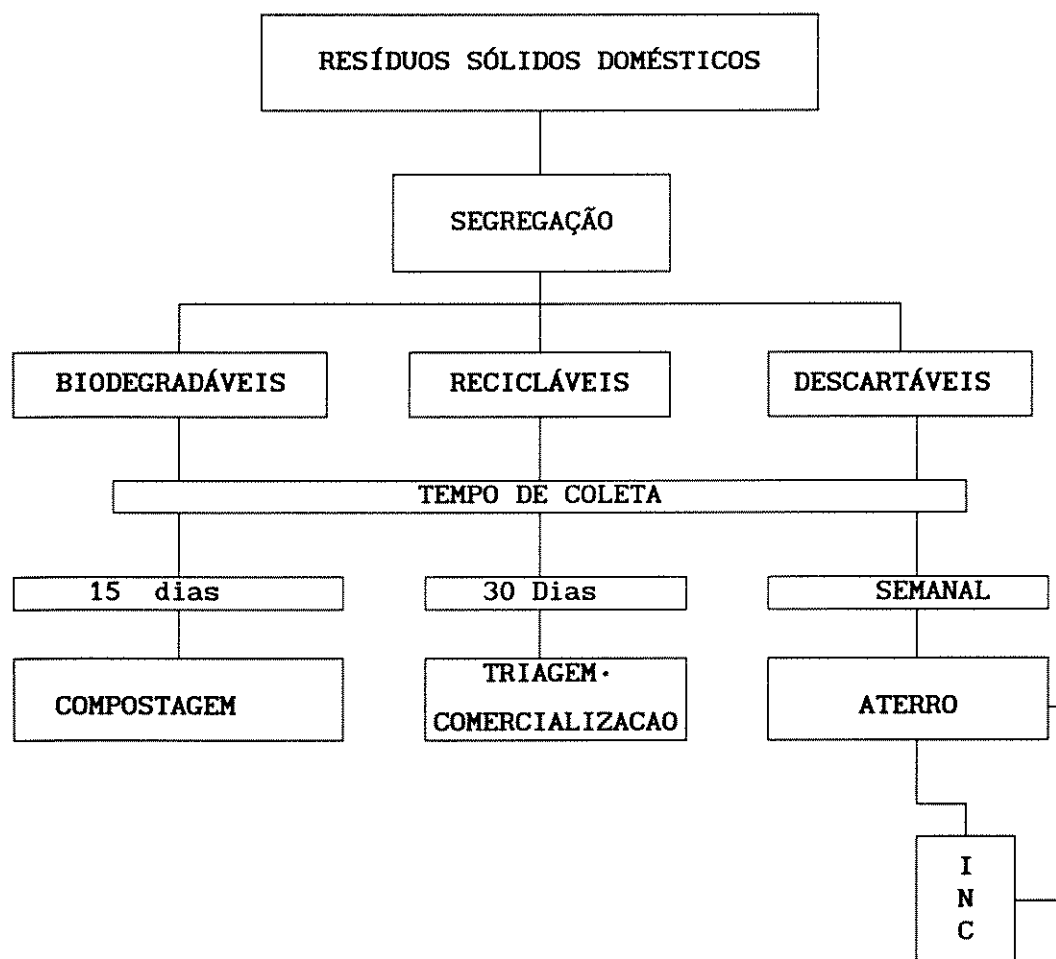 RESÍDUOS SÓLIDOS DOMÉSTICOS
SEGREGAÇÃO
BIODEGRADÁVEIS
RECICLÁVEIS
DESCARTÁVEIS
TEMPO DE COLETA
15 dias
30 Dias
SEMANAL
COMPOSTAGEM
TRIAGEM·
COMERCIALIZACAO
ATERRO
I
N
C